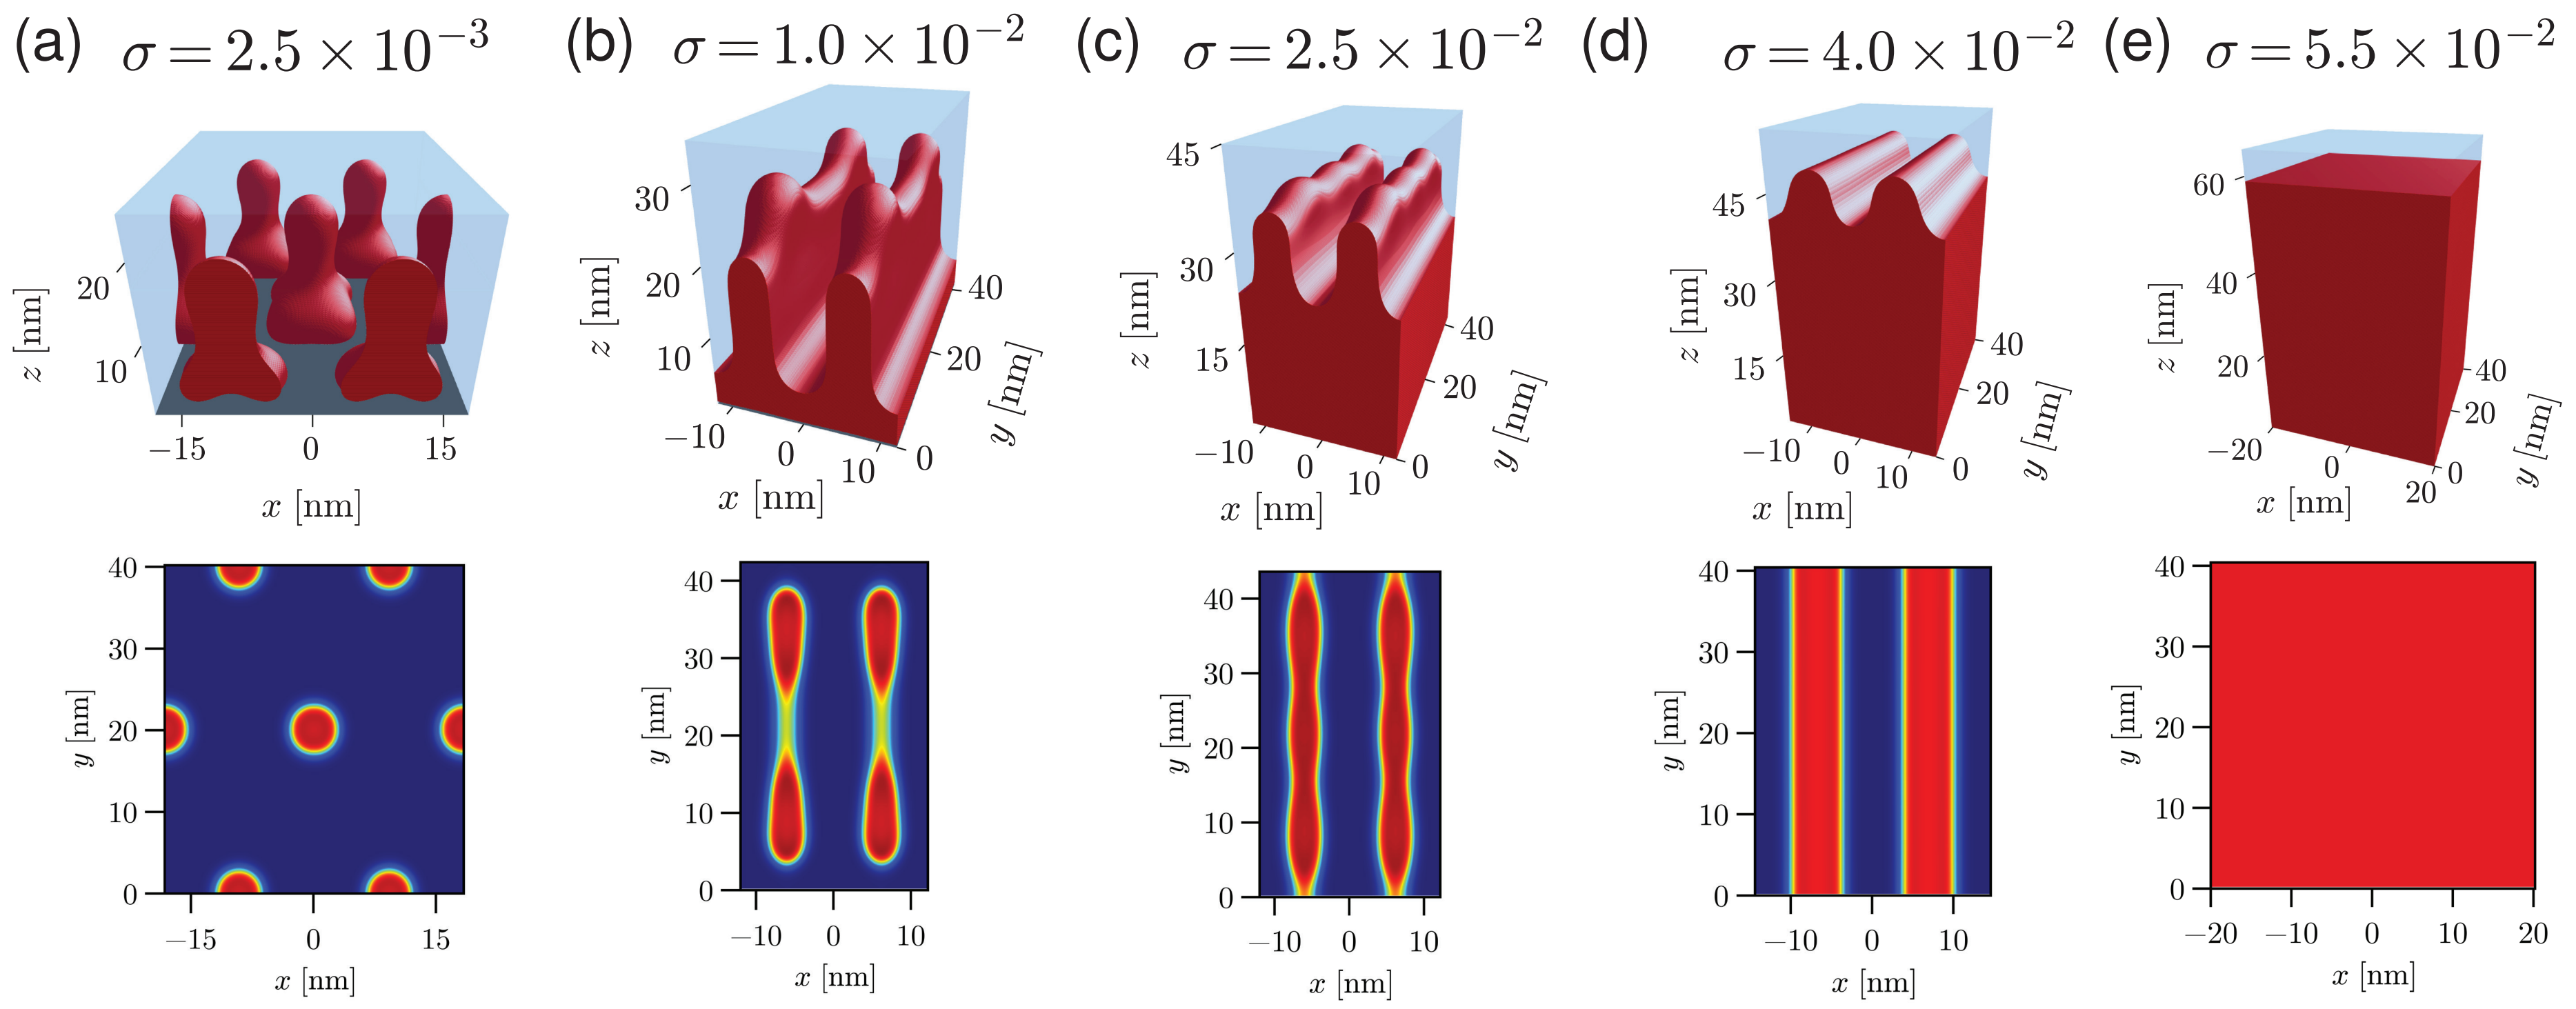 (a) σ = 2.5 × 10⁻³
(b) σ = 1.0 × 10⁻²
(c) σ = 2.5 × 10⁻²
(d) σ = 4.0 × 10⁻²
(e) σ = 5.5 × 10⁻²
z [nm]
20
10
−15 0 15
x [nm]
z [nm]
30
20
10
−10 0 10
x [nm]
0 20 40
y [nm]
z [nm]
45
30
15
−10 0 10
x [nm]
0 20 40
y [nm]
z [nm]
45
30
15
−10 0 10
x [nm]
0 20 40
y [nm]
z [nm]
60
40
20
−20 0 20
x [nm]
0 20 40
y [nm]
y [nm]
40
30
20
10
0
−15 0 15
x [nm]
y [nm]
40
30
20
10
0
−10 0 10
x [nm]
y [nm]
40
30
20
10
0
−10 0 10
x [nm]
y [nm]
40
30
20
10
0
−10 0 10
x [nm]
y [nm]
40
30
20
10
0
−20 −10 0 10 20
x [nm]